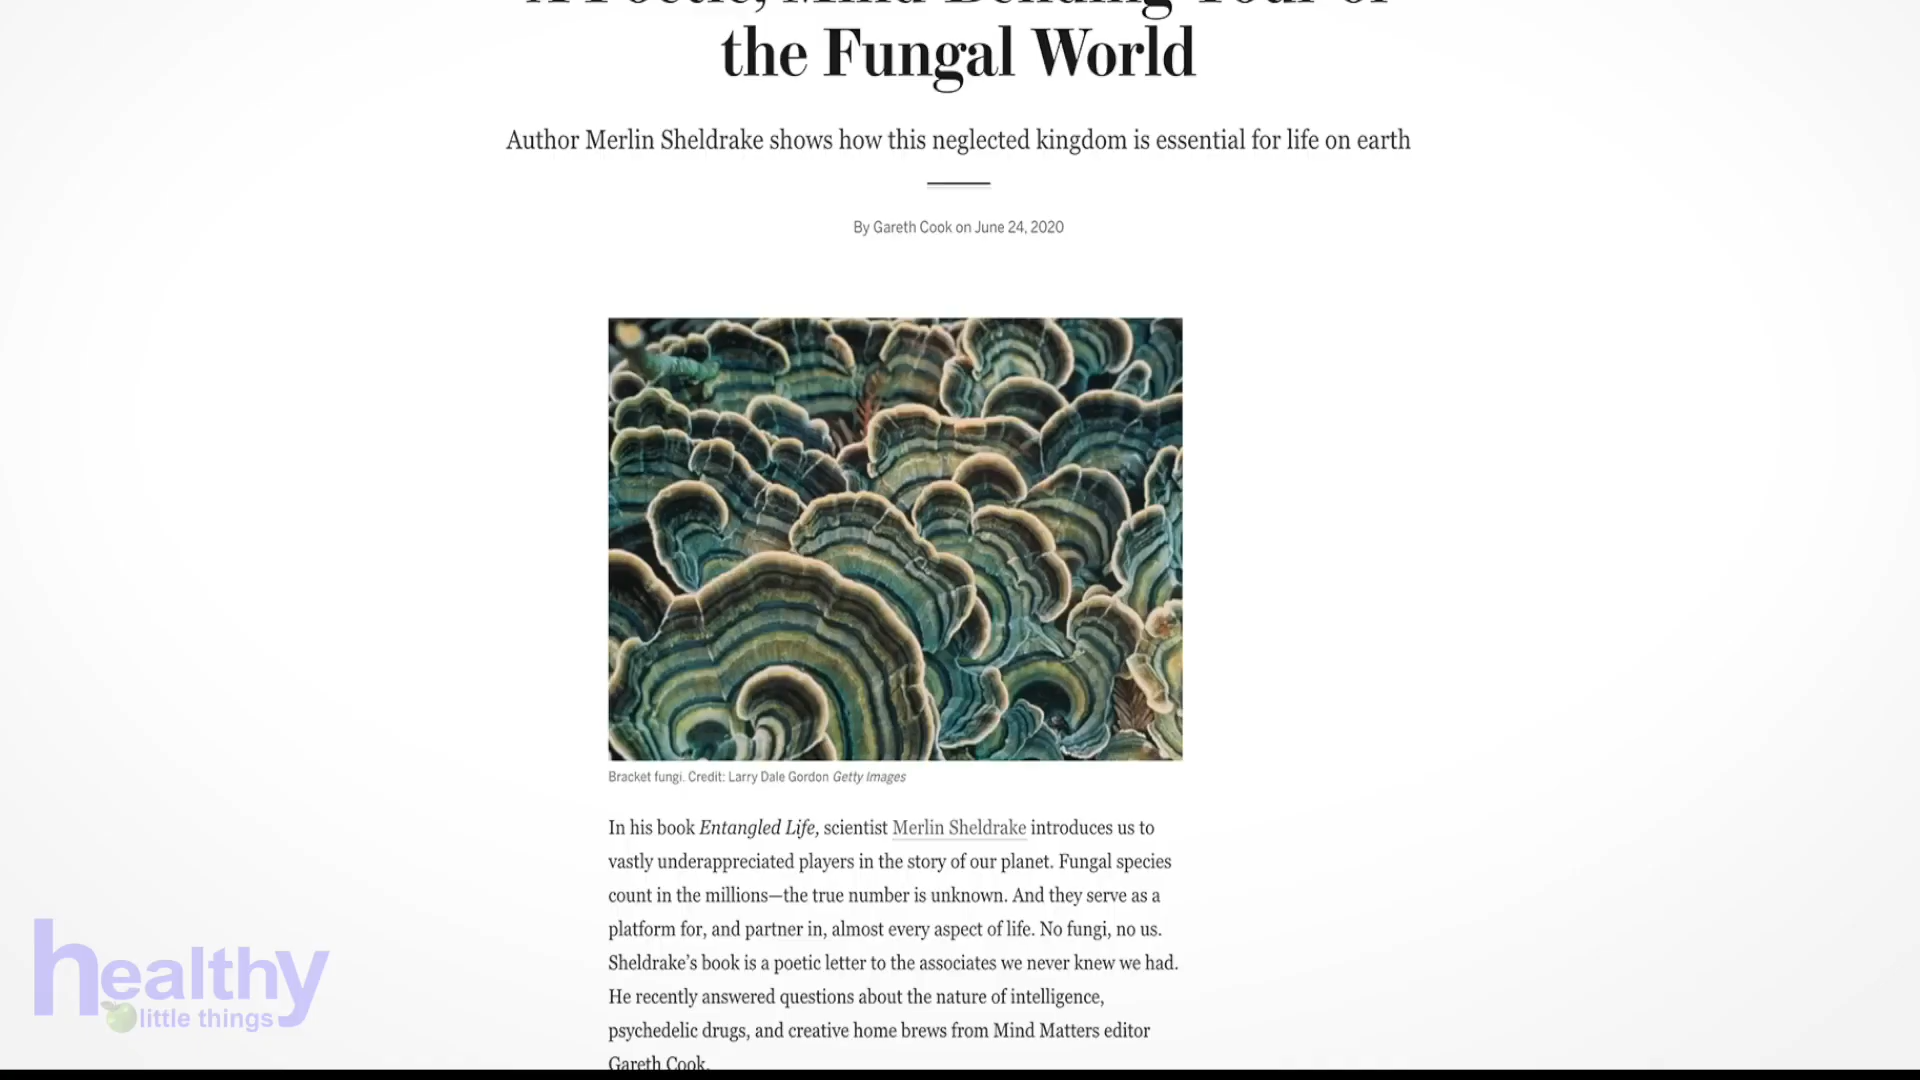 A Poetic, Mind-Bending Tour of
the Fungal World
Author Merlin Sheldrake shows how this neglected kingdom is essential for life on earth
By Gareth Cook on June 24, 2020
Bracket fungi. Credit: Larry Dale Gordon Getty Images
In his book Entangled Life, scientist Merlin Sheldrake introduces us to
vastly underappreciated players in the story of our planet. Fungal species
count in the millions—the true number is unknown. And they serve as a
platform for, and partner in, almost every aspect of life. No fungi, no us.
Sheldrake’s book is a poetic letter to the associates we never knew we had.
He recently answered questions about the nature of intelligence,
psychedelic drugs, and creative home brews from Mind Matters editor
Gareth Cook.
healthy
little things